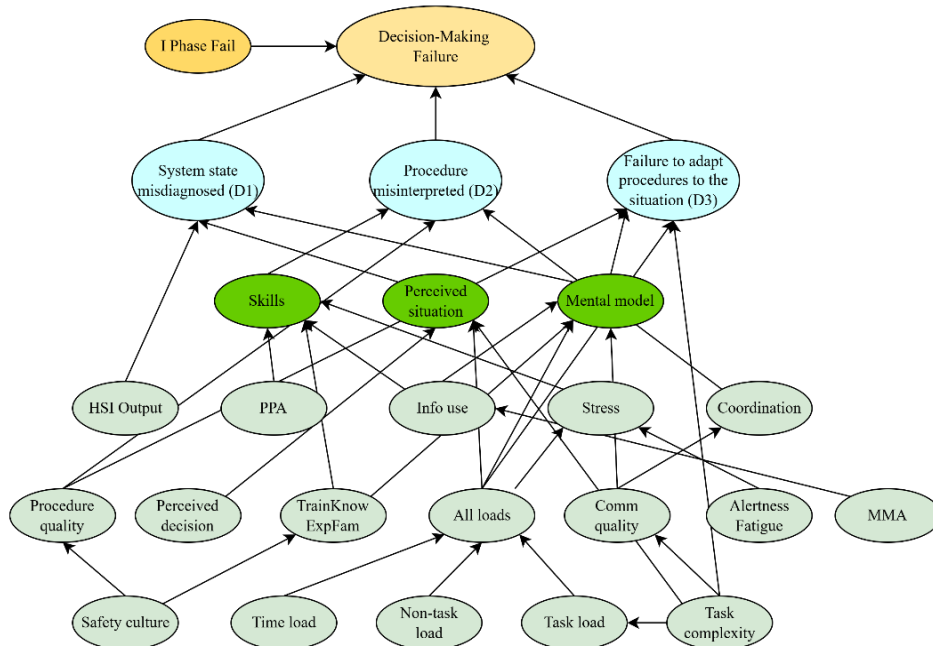 I Phase Fail
Decision-Making
Failure
System state
misdiagnosed (D1)
Procedure
misinterpreted (D2)
Failure to adapt
procedures to the
situation (D3)
Skills
Perceived
situation
Mental model
HSI Output
PPA
Info use
Stress
Coordination
Procedure
quality
Perceived
decision
TrainKnow
ExpFam
All loads
Comm
quality
Alertness
Fatigue
MMA
Safety culture
Time load
Non-task
load
Task load
Task
complexity